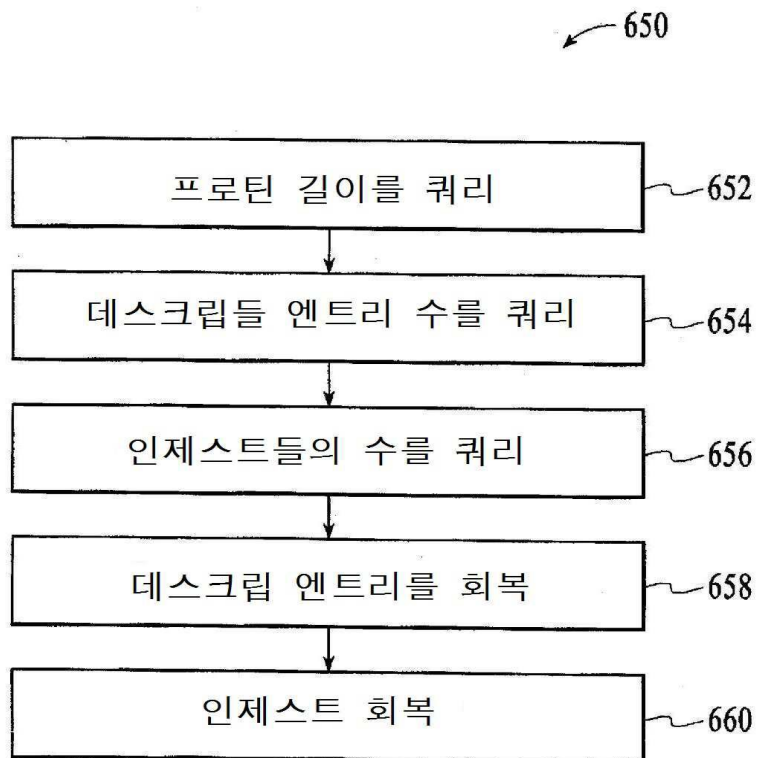 650
프로틴 길이를 쿼리
652
데스크립들 엔트리 수를 쿼리
654
인제스트들의 수를 쿼리
656
데스크립 엔트리를 회복
658
인제스트 회복
660